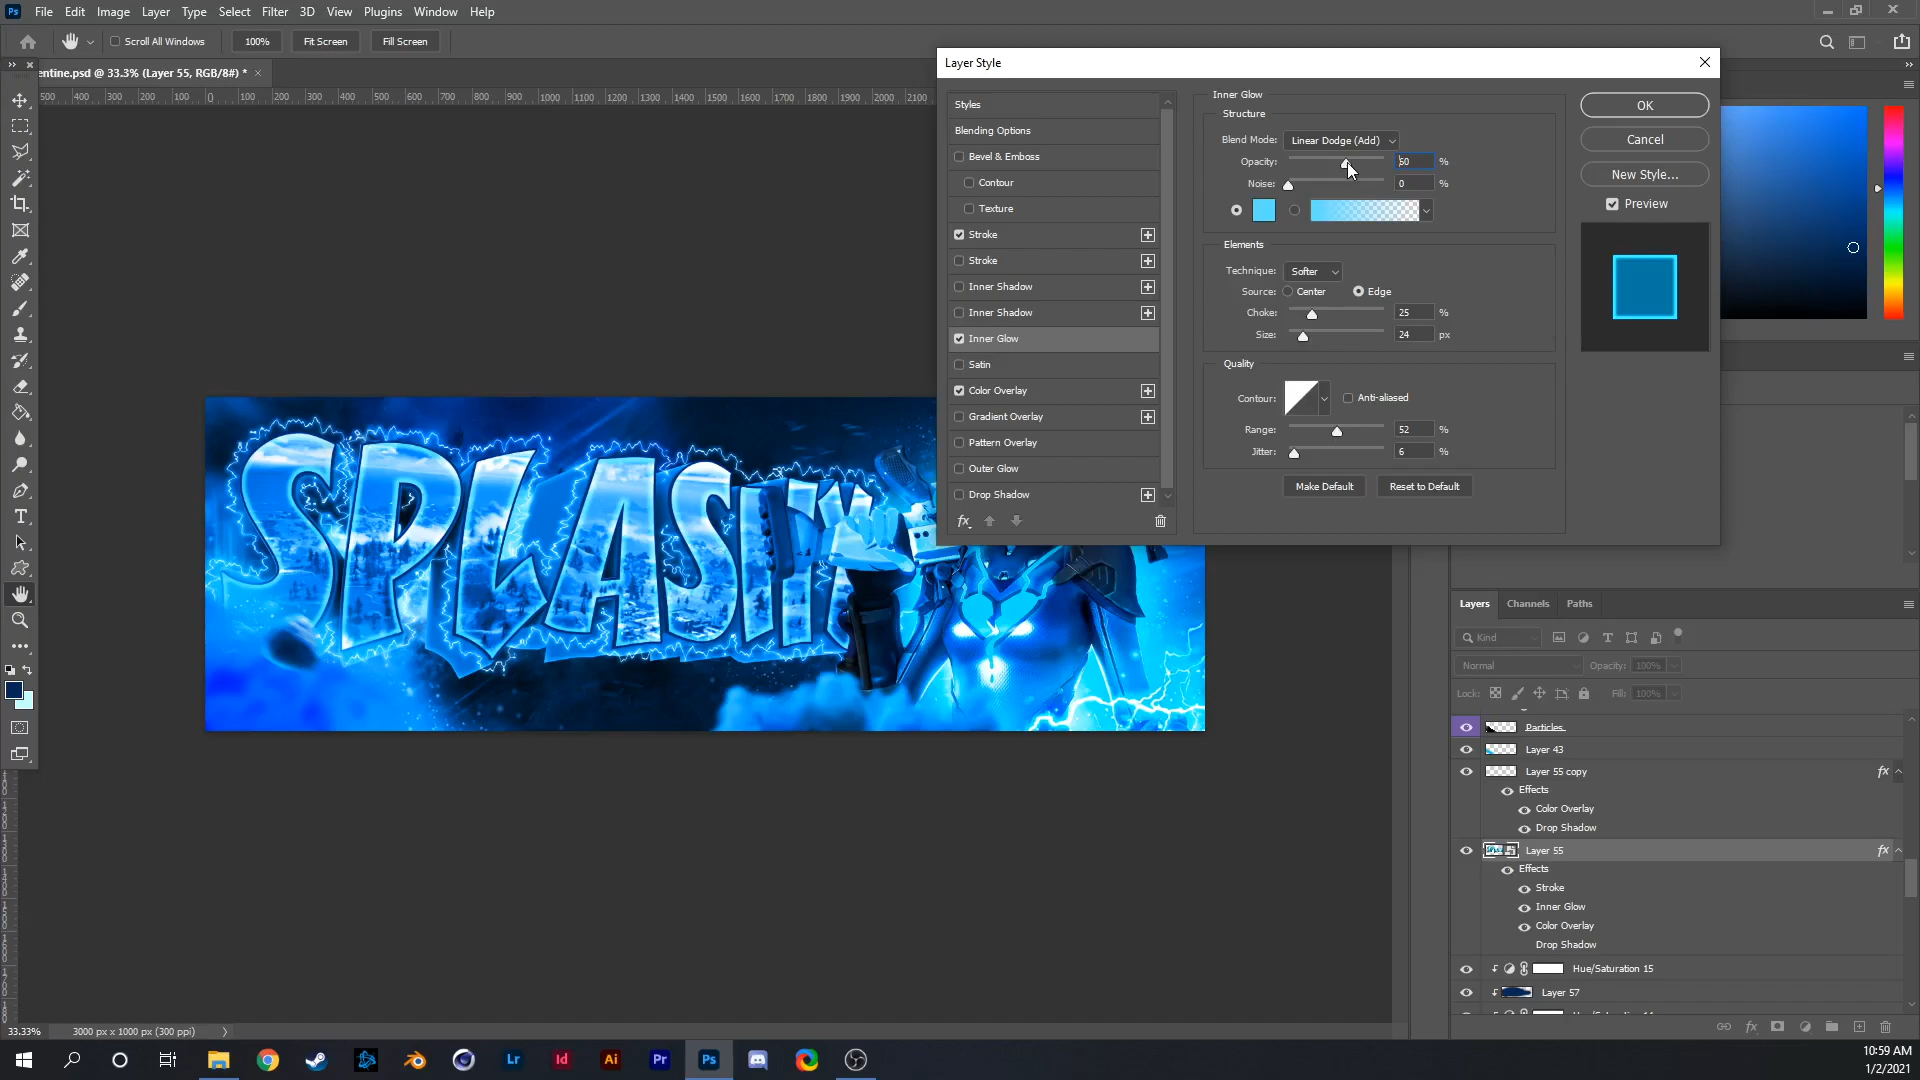 Ps File Edit Image Layer Type Select Filter 3D View Plugins Window Help
Scroll All Windows 100% Fit Screen Fill Screen
entine.psd @ 33.3% (Layer 55, RGB/8#) * ×
500 400 300 200 100 0 100 200 300 400 500 600 700 800 900 1000 1100 1200 1300 1400 1500 1600 1700 1800 1900 2000 2100
Layer Style
Styles
Blending Options
Bevel & Emboss
Contour
Texture
Stroke
Stroke
Inner Shadow
Inner Shadow
Inner Glow
Satin
Color Overlay
Gradient Overlay
Pattern Overlay
Outer Glow
Drop Shadow
fx
Inner Glow
Structure
Blend Mode: Linear Dodge (Add)
Opacity: 60 %
Noise: 0 %
Elements
Technique: Softer
Source: Center Edge
Choke: 25 %
Size: 24 px
Quality
Contour: Anti-aliased
Range: 52 %
Jitter: 6 %
Make Default Reset to Default
OK
Cancel
New Style...
Preview
SPLASHY
Layers Channels Paths
Kind
Normal Opacity: 100%
Lock: Fill: 100%
Particles
Layer 43
Layer 55 copy fx
Effects
Color Overlay
Drop Shadow
Layer 55 fx
Effects
Stroke
Inner Glow
Color Overlay
Drop Shadow
Hue/Saturation 15
Layer 57
33.33% 3000 px x 1000 px (300 ppi)
Lr Id Ai Pr Ps
10:59 AM
1/2/2021